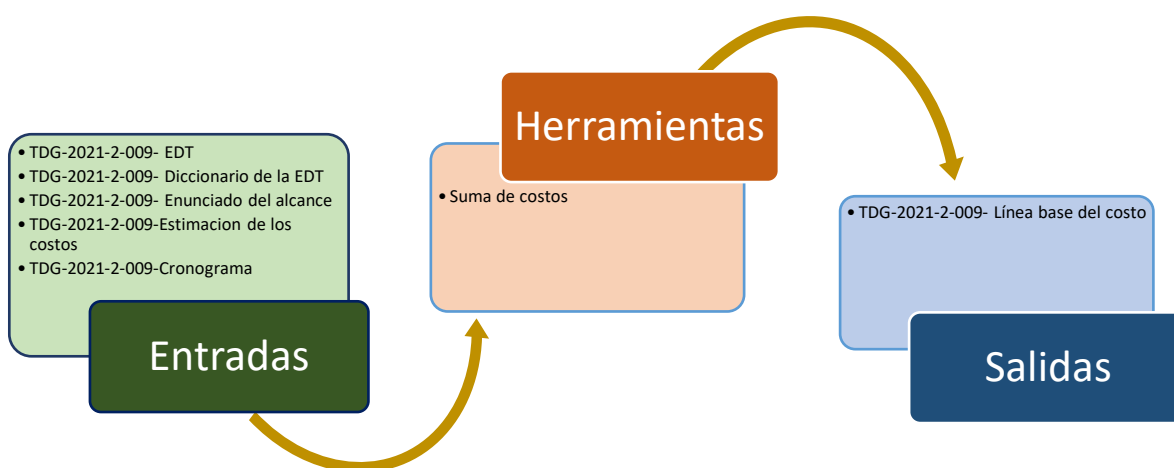 • TDG-2021-2-009- EDT
• TDG-2021-2-009- Diccionario de la EDT
• TDG-2021-2-009- Enunciado del alcance
• TDG-2021-2-009-Estimacion de los
costos
• TDG-2021-2-009-Cronograma
Entradas
Herramientas
• Suma de costos
• TDG-2021-2-009- Línea base del costo
Salidas